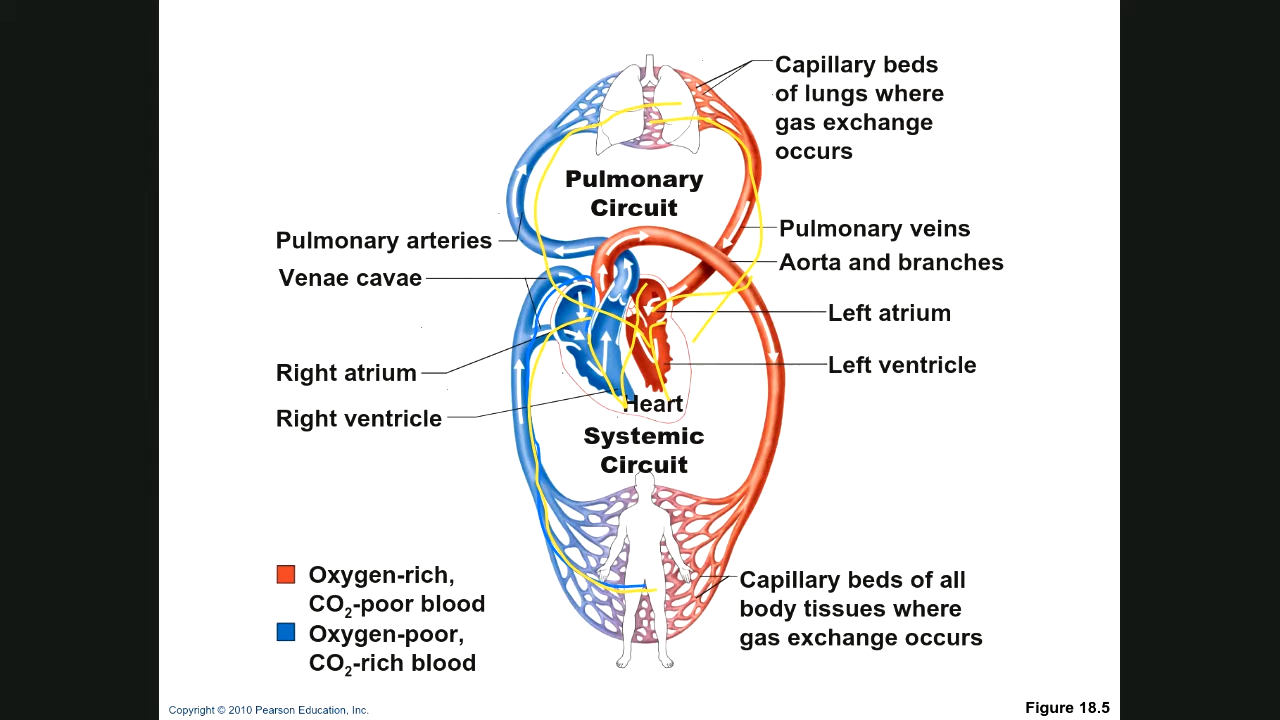 Capillary beds
of lungs where
gas exchange
occurs
Pulmonary
Circuit
Pulmonary arteries
Venae cavae
Pulmonary veins
Aorta and branches
Left atrium
Left ventricle
Right atrium
Right ventricle
Heart
Systemic
Circuit
Oxygen-rich,
CO2-poor blood
Oxygen-poor,
CO2-rich blood
Capillary beds of all
body tissues where
gas exchange occurs
Copyright © 2010 Pearson Education, Inc.
Figure 18.5